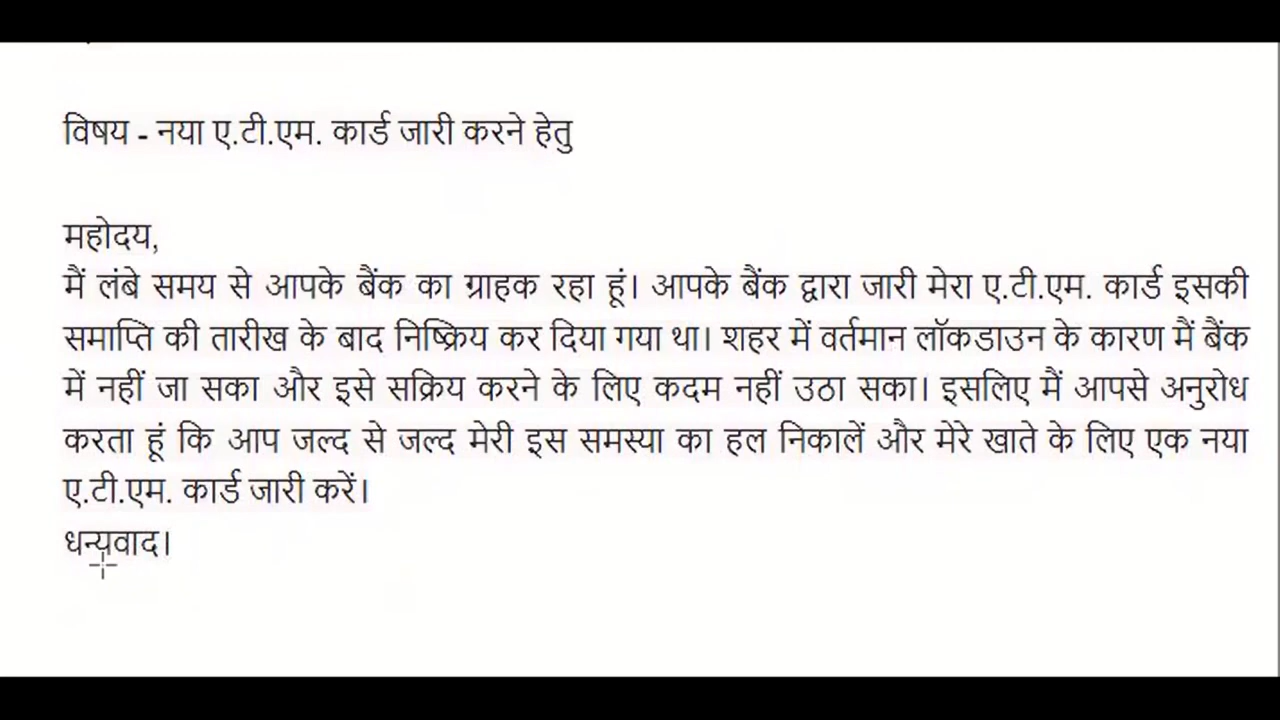 विषय - नया ए.टी.एम. कार्ड जारी करने हेतु
महोदय,
मैं लंबे समय से आपके बैंक का ग्राहक रहा हूं। आपके बैंक द्वारा जारी मेरा ए.टी.एम. कार्ड इसकी
समाप्ति की तारीख के बाद निष्क्रिय कर दिया गया था। शहर में वर्तमान लॉकडाउन के कारण मैं बैंक
में नहीं जा सका और इसे सक्रिय करने के लिए कदम नहीं उठा सका। इसलिए मैं आपसे अनुरोध
करता हूं कि आप जल्द से जल्द मेरी इस समस्या का हल निकालें और मेरे खाते के लिए एक नया
ए.टी.एम. कार्ड जारी करें।
धन्यवाद।